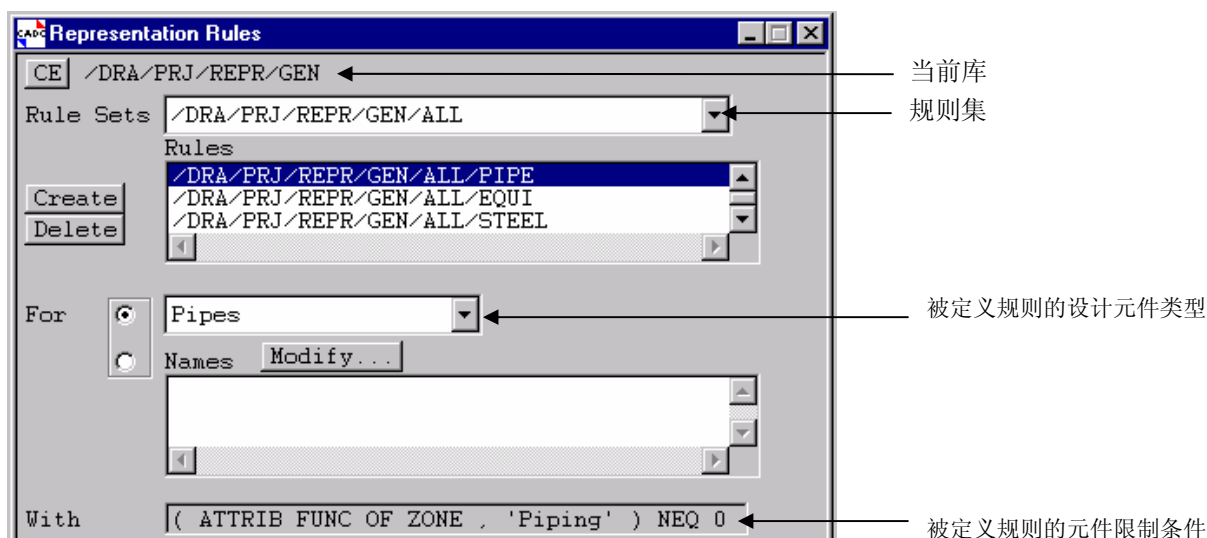 CADC Representation Rules
CE /DRA/PRJ/REPR/GEN 当前库
Rule Sets /DRA/PRJ/REPR/GEN/ALL 规则集
Rules
/DRA/PRJ/REPR/GEN/ALL/PIPE
/DRA/PRJ/REPR/GEN/ALL/EQUI
/DRA/PRJ/REPR/GEN/ALL/STEEL
Create
Delete
For Pipes 被定义规则的设计元件类型
Names Modify...
With ( ATTRIB FUNC OF ZONE , 'Piping' ) NEQ 0 被定义规则的元件限制条件